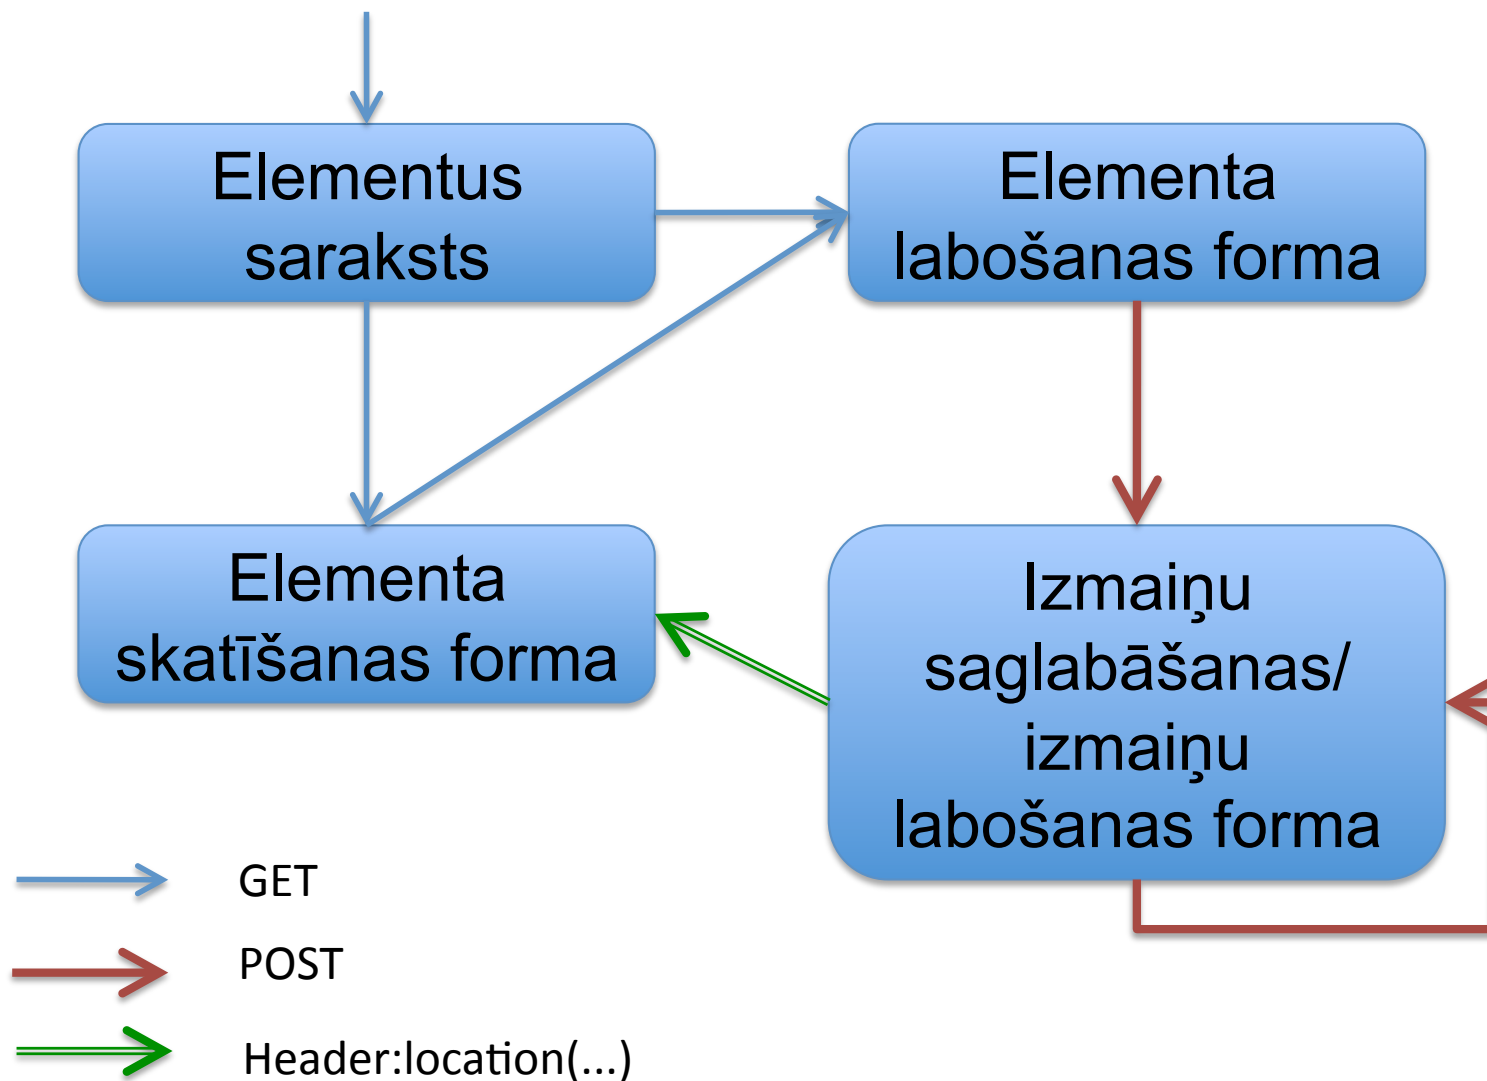 Elementus
saraksts
Elementa
labošanas forma
Elementa
skatīšanas forma
Izmaiņu
saglabāšanas/
izmaiņu
labošanas forma
GET
POST
Header:location(...)